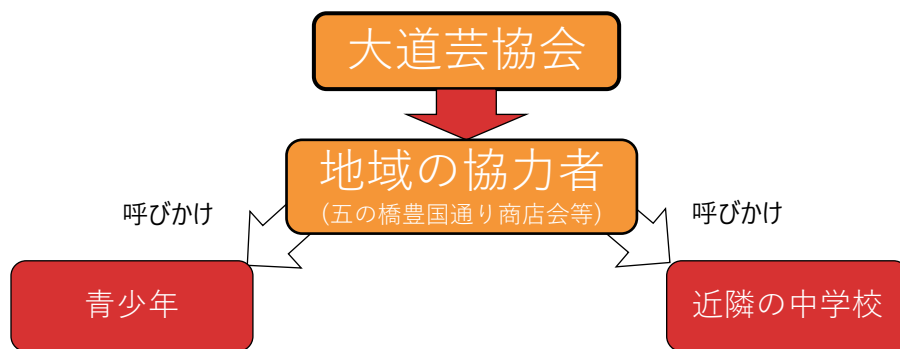 大道芸協会
地域の協力者
(五の橋豊国通り商店会等)
呼びかけ
呼びかけ
青少年
近隣の中学校